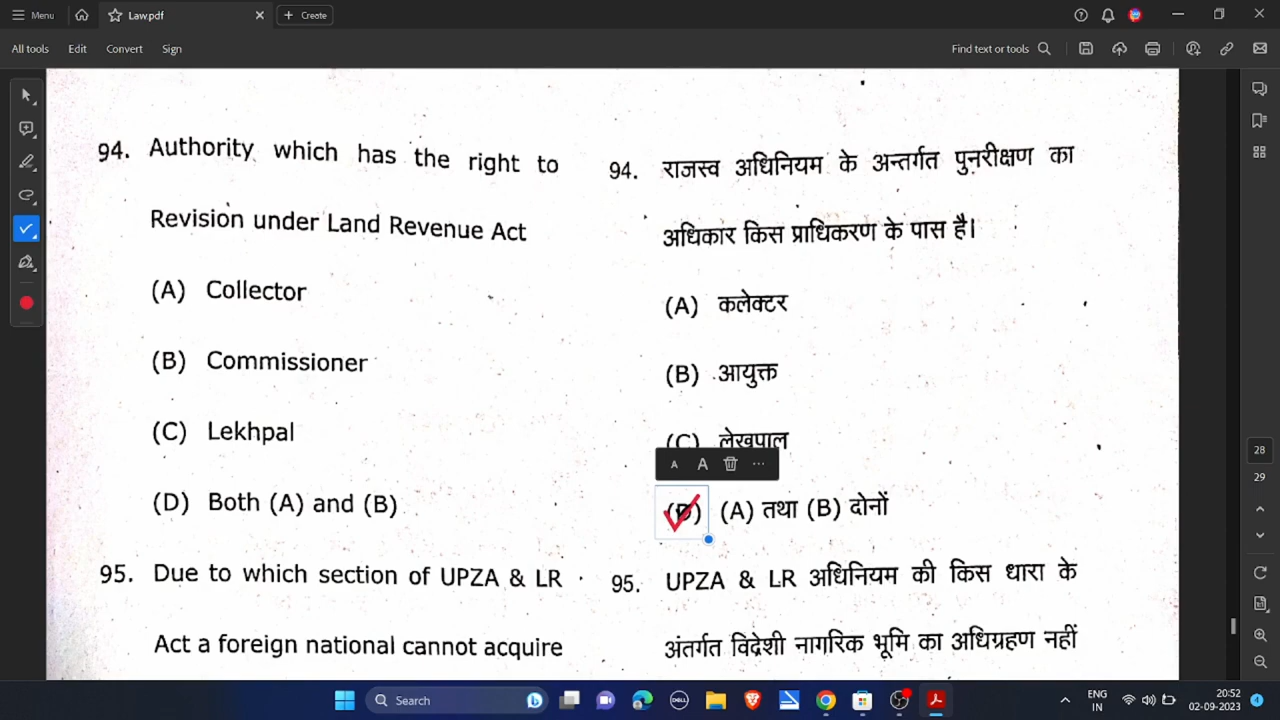 Menu
Law.pdf
Create
All tools
Edit
Convert
Sign
Find text or tools
94. Authority which has the right to
Revision under Land Revenue Act
(A) Collector
(B) Commissioner
(C) Lekhpal
(D) Both (A) and (B)
95. Due to which section of UPZA & LR
Act a foreign national cannot acquire
94. राजस्व अधिनियम के अन्तर्गत पुनरीक्षण का
अधिकार किस प्राधिकरण के पास है।
(A) कलेक्टर
(B) आयुक्त
(C) लेखपाल
A A
(D) (A) तथा (B) दोनों
95. UPZA & LR अधिनियम की किस धारा के
अंतर्गत विद्रेशी नागरिक भूमि का अधिग्रहण नहीं
28
29
Search
DELL
ENG
IN
20:52
02-09-2023
4